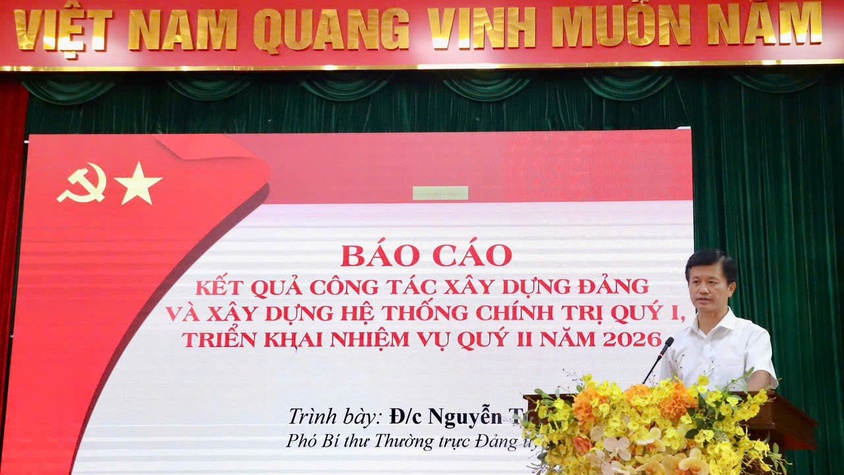 VIỆT NAM QUANG VINH MUÔN NĂM
BÁO CÁO
KẾT QUẢ CÔNG TÁC XÂY DỰNG ĐẢNG
VÀ XÂY DỰNG HỆ THỐNG CHÍNH TRỊ QUÝ I,
TRIỂN KHAI NHIỆM VỤ QUÝ II NĂM 2026
Trình bày: Đ/c Nguyễn
Phó Bí thư Thường trực Đảng ủy